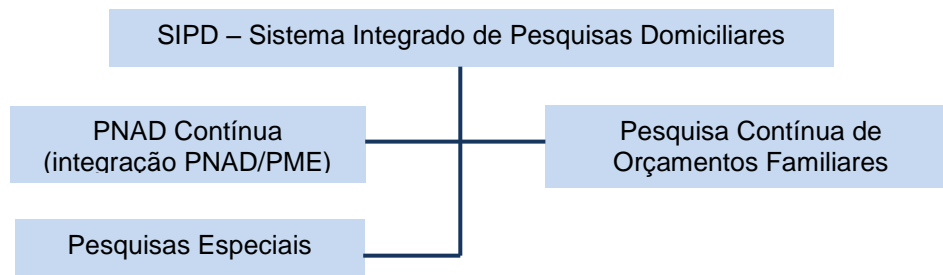 SIPD – Sistema Integrado de Pesquisas Domiciliares
PNAD Contínua
(integração PNAD/PME)
Pesquisa Contínua de
Orçamentos Familiares
Pesquisas Especiais